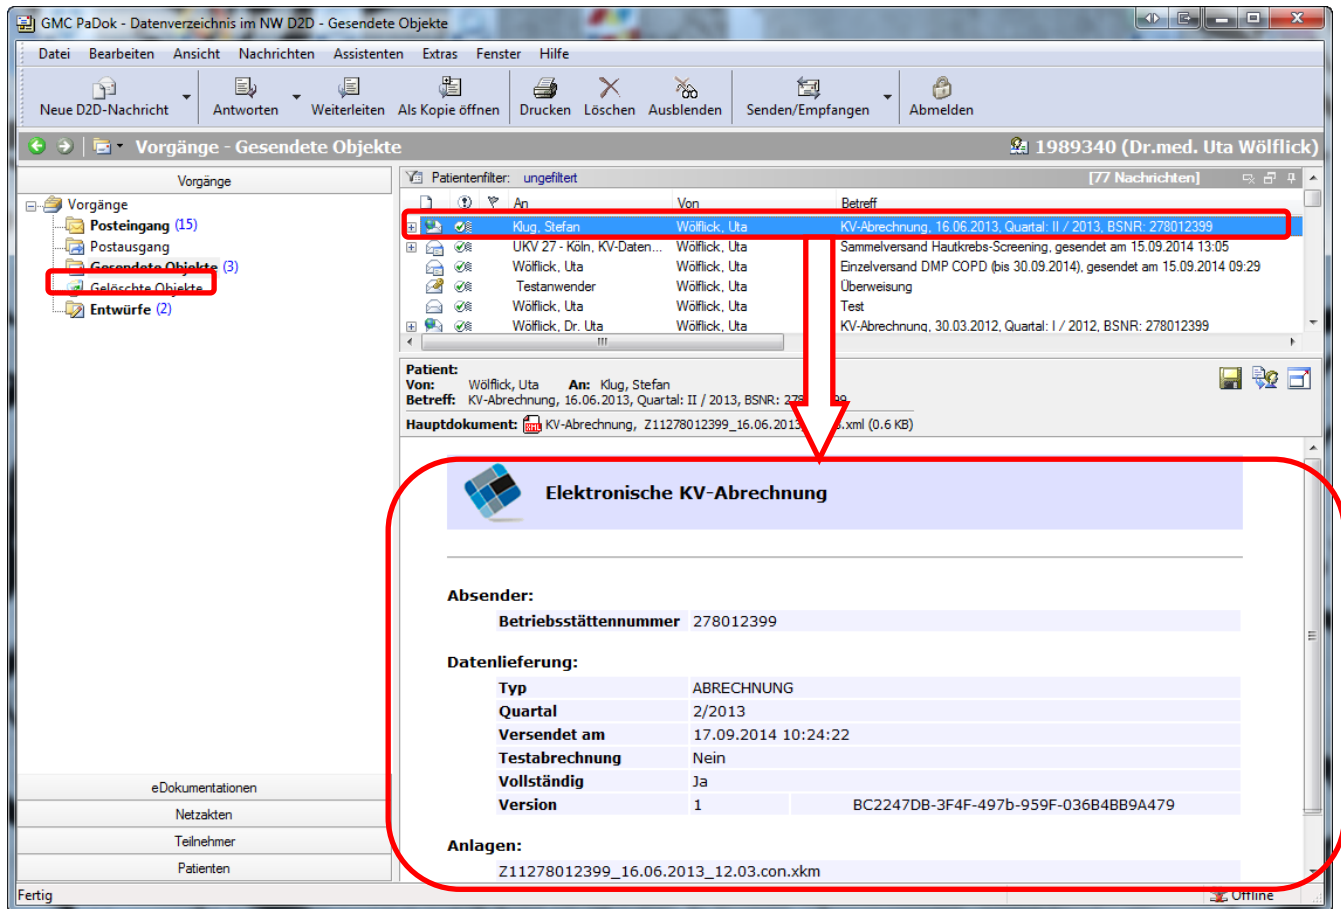 GMC PaDok - Datenverzeichnis im NW D2D - Gesendete Objekte
Datei Bearbeiten Ansicht Nachrichten Assistenten Extras Fenster Hilfe
Neue D2D-Nachricht Antworten Weiterleiten Als Kopie öffnen Drucken Löschen Ausblenden Senden/Empfangen Abmelden
Vorgänge - Gesendete Objekte 1989340 (Dr.med. Uta Wölflick)
Vorgänge
Vorgänge
Posteingang (15)
Postausgang
Gesendete Objekte (3)
Gelöschte Objekte
Entwürfe (2)
eDokumentationen
Netzakten
Teilnehmer
Patienten
Patientenfilter: ungefiltert [77 Nachrichten]
An Von Betreff
Klug, Stefan Wölflick, Uta KV-Abrechnung, 16.06.2013, Quartal: II / 2013, BSNR: 278012399
UKV 27 - Köln, KV-Daten... Wölflick, Uta Sammelversand Hautkrebs-Screening, gesendet am 15.09.2014 13:05
Wölflick, Uta Wölflick, Uta Einzelversand DMP COPD (bis 30.09.2014), gesendet am 15.09.2014 09:29
Testanwender Wölflick, Uta Überweisung
Wölflick, Uta Wölflick, Uta Test
Wölflick, Dr. Uta Wölflick, Uta KV-Abrechnung, 30.03.2012, Quartal: I / 2012, BSNR: 278012399
Patient:
Von: Wölflick, Uta An: Klug, Stefan
Betreff: KV-Abrechnung, 16.06.2013, Quartal: II / 2013, BSNR:
Hauptdokument: XML KV-Abrechnung, .xml (0.6 KB)
Elektronische KV-Abrechnung
Absender:
Betriebsstättennummer 278012399
Datenlieferung:
Typ ABRECHNUNG
Quartal 2/2013
Versendet am 17.09.2014 10:24:22
Testabrechnung Nein
Vollständig Ja
Version 1 BC2247DB-3F4F-497b-959F-036B4BB9A479
Anlagen:
Z11278012399_16.06.2013_12.03.con.xkm
Fertig Offline